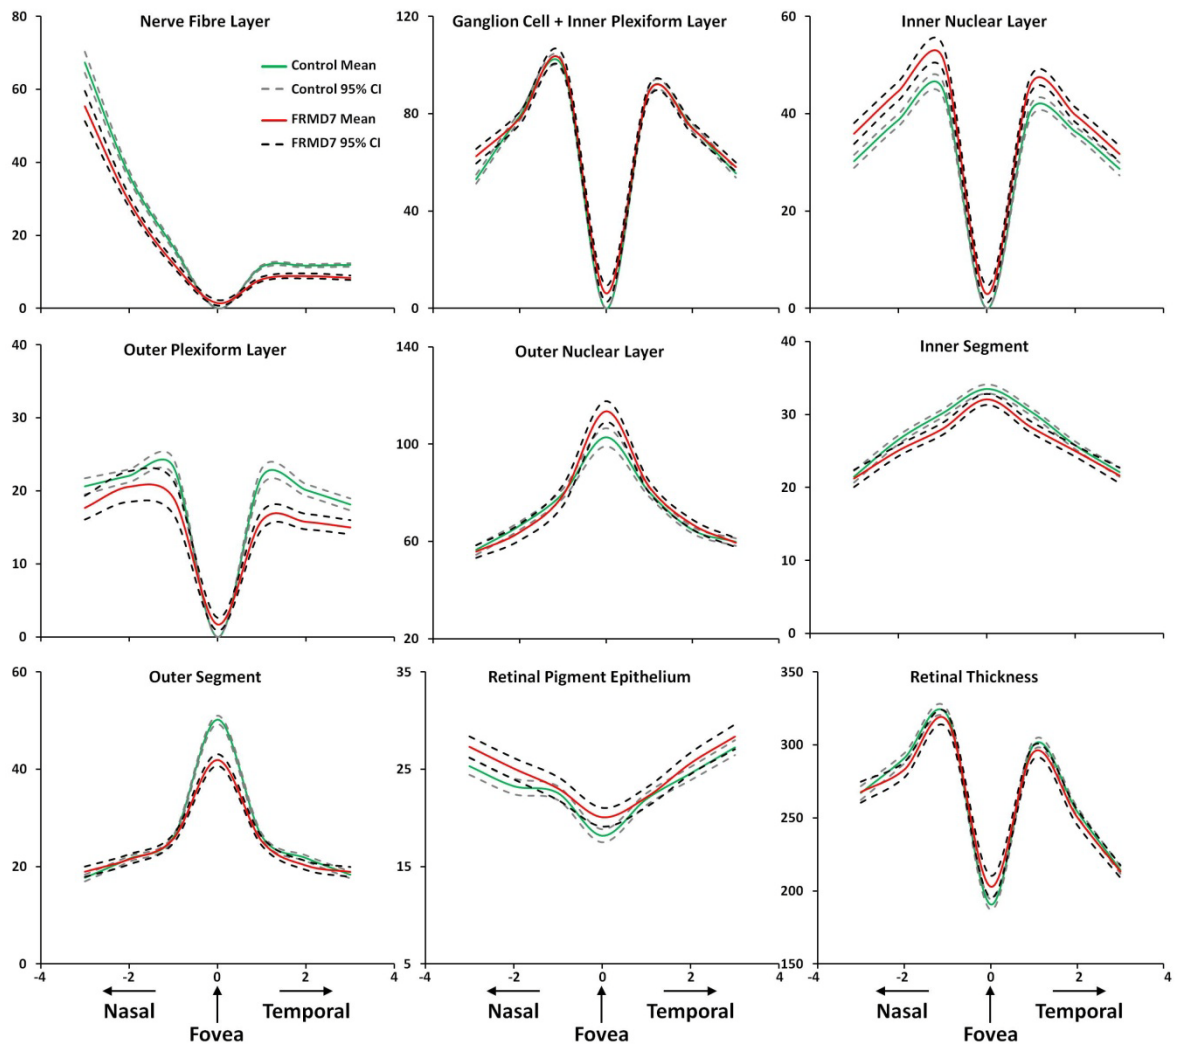 Nerve Fibre Layer
80
60
40
20
0
Control Mean
Control 95% CI
FRMD7 Mean
FRMD7 95% CI
Ganglion Cell + Inner Plexiform Layer
120
80
40
0
Inner Nuclear Layer
60
40
20
0
Outer Plexiform Layer
40
30
20
10
0
Outer Nuclear Layer
140
100
60
20
Inner Segment
40
30
20
10
0
Outer Segment
60
40
20
0
-4 -2 0 2 4
Nasal Temporal
Fovea
Retinal Pigment Epithelium
35
25
15
5
-4 -2 0 2 4
Nasal Temporal
Fovea
Retinal Thickness
350
300
250
200
150
-4 -2 0 2 4
Nasal Temporal
Fovea